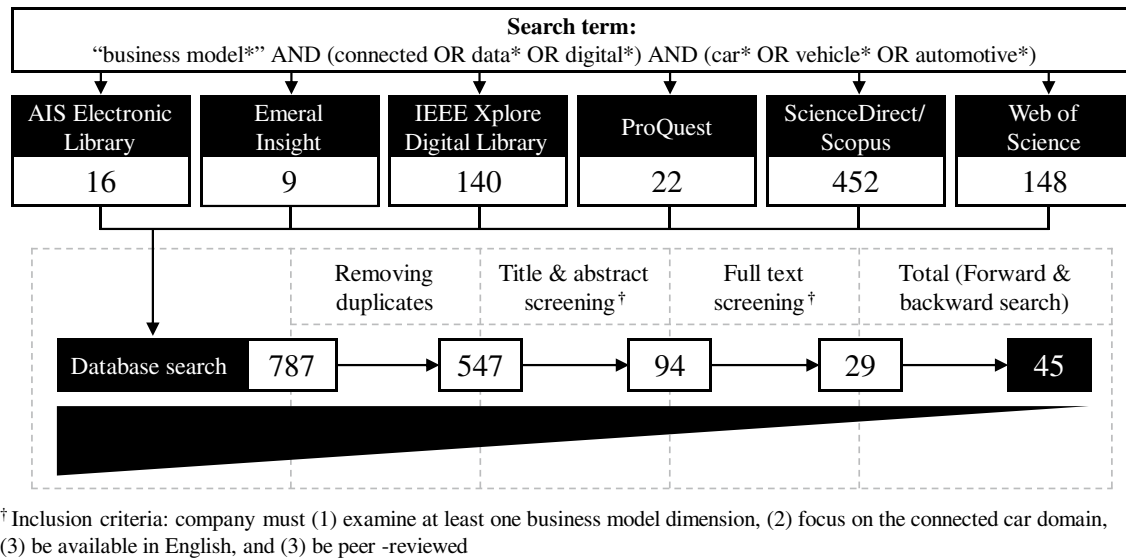 Search term:
“business model*” AND (connected OR data* OR digital*) AND (car* OR vehicle* OR automotive*)
AIS Electronic
Library
16
Emeral
Insight
9
IEEE Xplore
Digital Library
140
ProQuest
22
ScienceDirect/
Scopus
452
Web of
Science
148
Removing
duplicates
Title & abstract
screening†
Full text
screening†
Total (Forward &
backward search)
Database search 787 547 94 29 45
† Inclusion criteria: company must (1) examine at least one business model dimension, (2) focus on the connected car domain,
(3) be available in English, and (3) be peer -reviewed